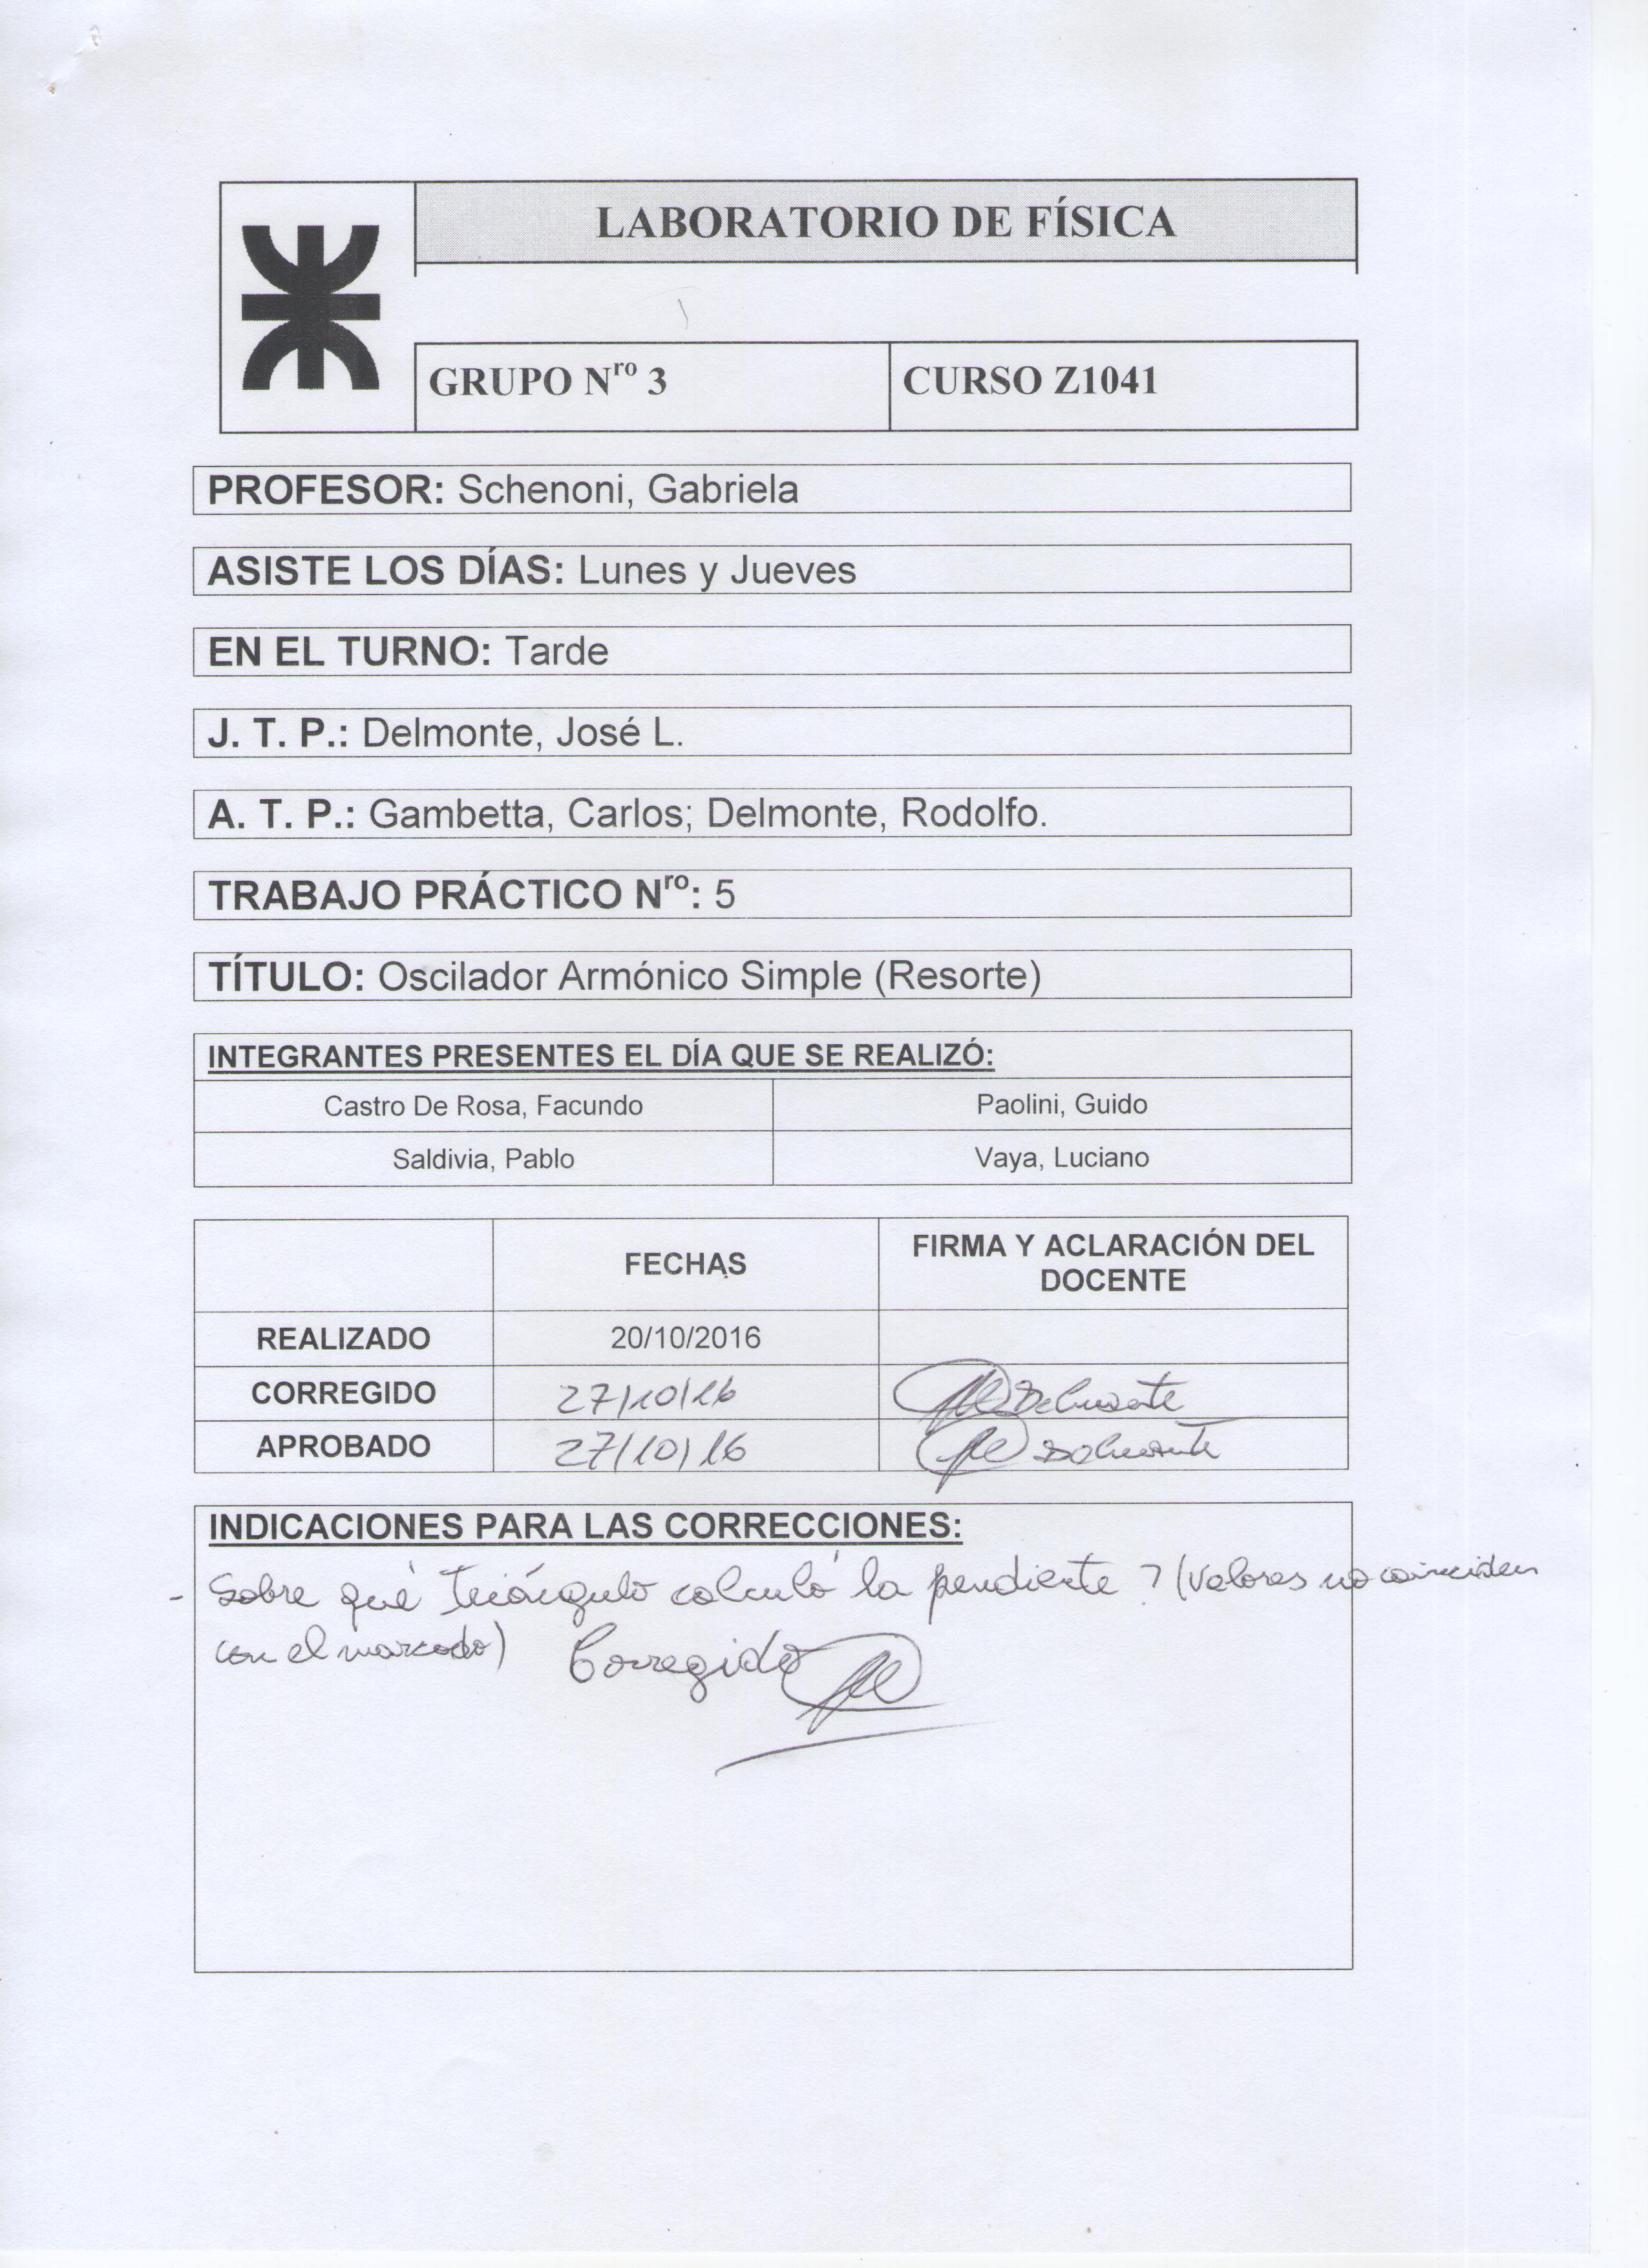 LABORATORIO DE FÍSICA
GRUPO Nro 3
CURSO Z1041
PROFESOR: Schenoni, Gabriela
ASISTE LOS DÍAS: Lunes y Jueves
EN EL TURNO: Tarde
J. T. P.: Delmonte, José L.
A. T. P.: Gambetta, Carlos; Delmonte, Rodolfo.
TRABAJO PRÁCTICO Nro: 5
TÍTULO: Oscilador Armónico Simple (Resorte)
INTEGRANTES PRESENTES EL DÍA QUE SE REALIZÓ:
Castro De Rosa, Facundo
Paolini, Guido
Saldivia, Pablo
Vaya, Luciano
FECHAS
FIRMA Y ACLARACIÓN DEL
DOCENTE
REALIZADO
20/10/2016
CORREGIDO
27/10/16
Delmonte
APROBADO
27/10/16
Delmonte
INDICACIONES PARA LAS CORRECCIONES:
- Sobre qué triángulo calculó la pendiente? (Valores no coinciden
con el marcado) Corregido